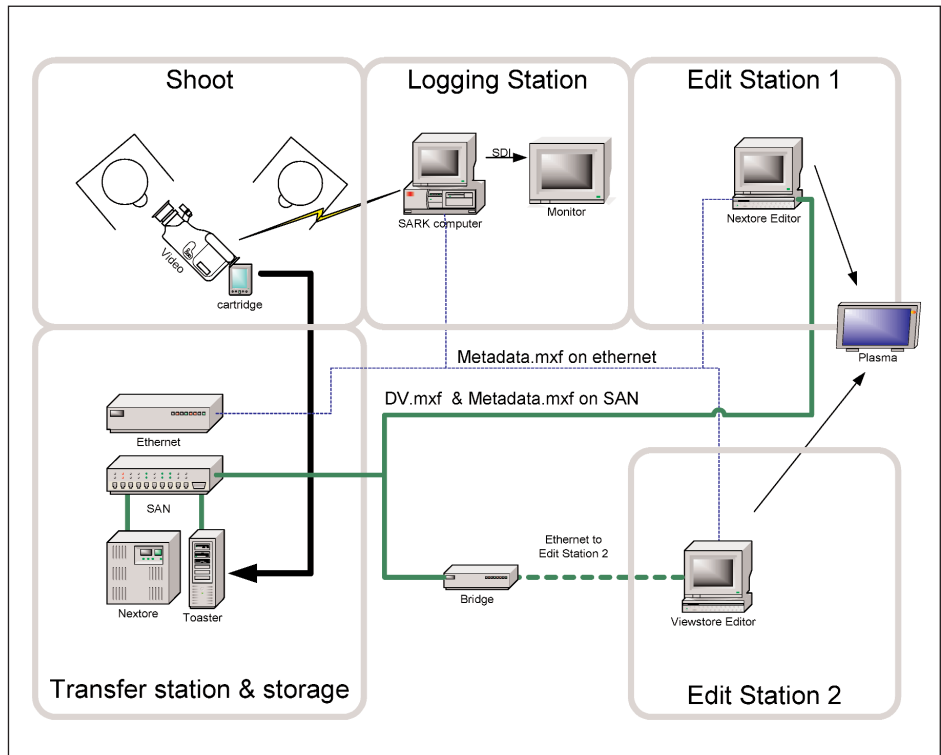 Shoot
Logging Station
Edit Station 1
SDI
SARK computer
Monitor
Nextore Editor
Video
cartridge
Plasma
Metadata.mxf on ethernet
DV.mxf & Metadata.mxf on SAN
Ethernet
SAN
Nextore
Toaster
Bridge
Ethernet to
Edit Station 2
Viewstore Editor
Transfer station & storage
Edit Station 2